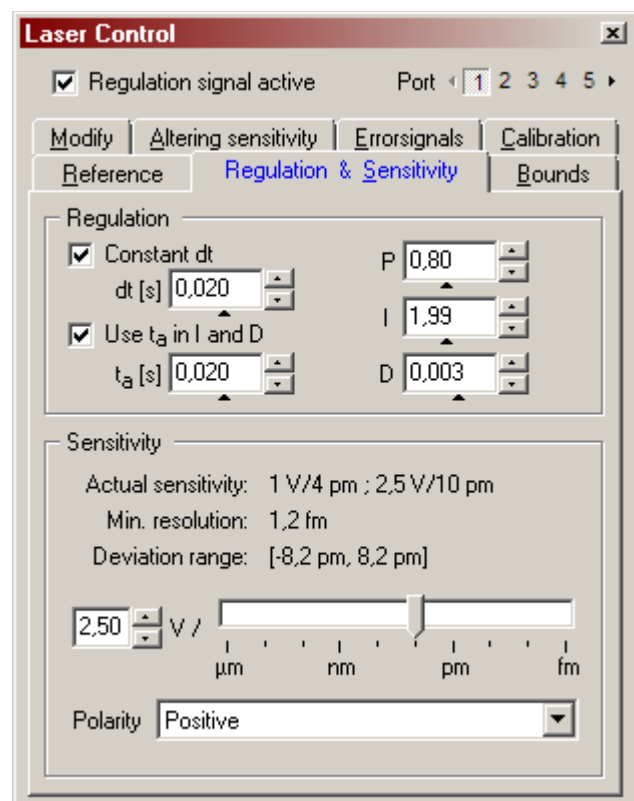 Laser Control
Regulation signal active Port 1 2 3 4 5
Modify Altering sensitivity Errorsignals Calibration
Reference Regulation & Sensitivity Bounds
Regulation
Constant dt P 0,80
dt [s] 0,020
I 1,99
Use ta in I and D
ta [s] 0,020 D 0,003
Sensitivity
Actual sensitivity: 1 V/4 pm ; 2,5 V/10 pm
Min. resolution: 1,2 fm
Deviation range: [-8,2 pm, 8,2 pm]
2,50 V /
µm nm pm fm
Polarity Positive